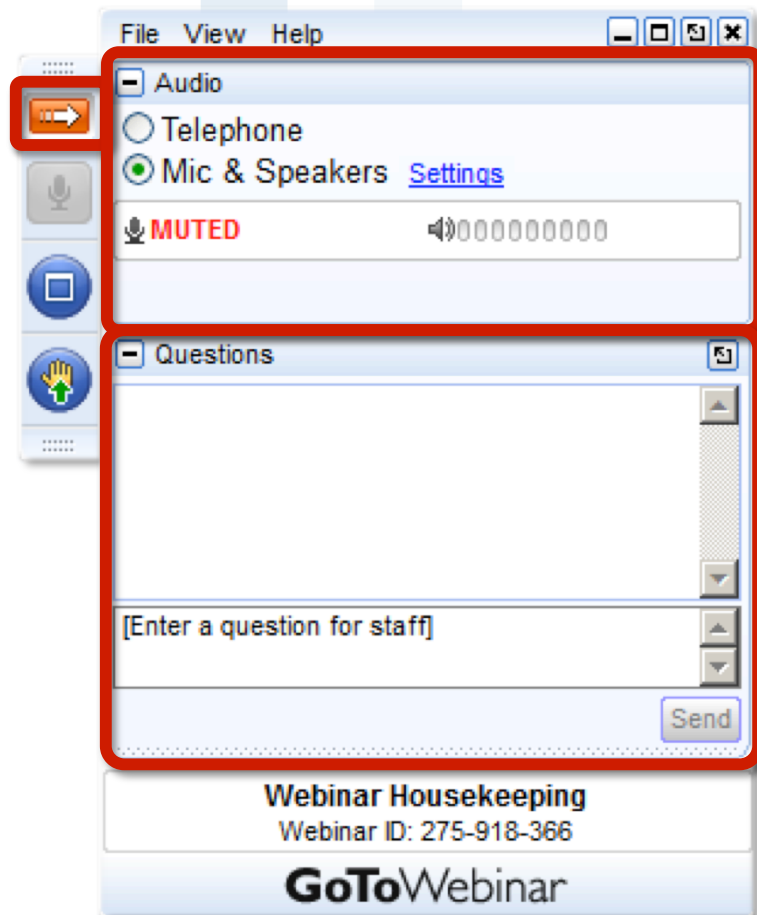 File View Help
Audio
Telephone
Mic & Speakers Settings
MUTED
Questions
[Enter a question for staff]
Send
Webinar Housekeeping
Webinar ID: 275-918-366
GoToWebinar